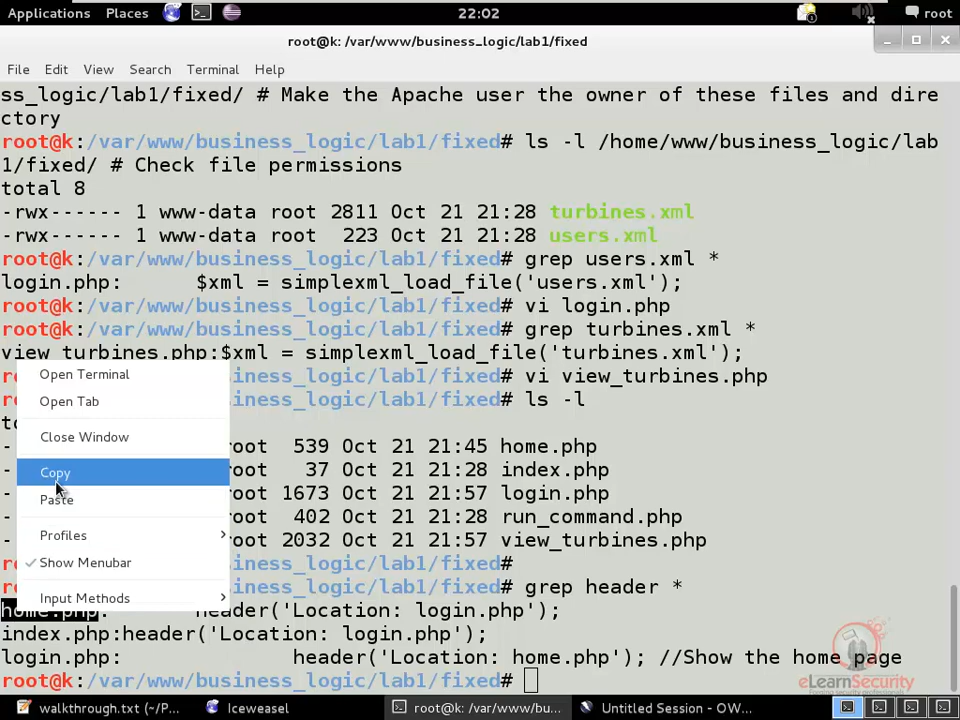 Applications Places 22:02 root
root@k: /var/www/business_logic/lab1/fixed
File Edit View Search Terminal Help
ss_logic/lab1/fixed/ # Make the Apache user the owner of these files and dire
ctory
root@k:/var/www/business_logic/lab1/fixed# ls -l /home/www/business_logic/lab
1/fixed/ # Check file permissions
total 8
-rwx------ 1 www-data root 2811 Oct 21 21:28 turbines.xml
-rwx------ 1 www-data root  223 Oct 21 21:28 users.xml
root@k:/var/www/business_logic/lab1/fixed# grep users.xml *
login.php:      $xml = simplexml_load_file('users.xml');
root@k:/var/www/business_logic/lab1/fixed# vi login.php
root@k:/var/www/business_logic/lab1/fixed# grep turbines.xml *
view_turbines.php:$xml = simplexml_load_file('turbines.xml');
/www/business_logic/lab1/fixed# vi view_turbines.php
/www/business_logic/lab1/fixed# ls -l
Open Terminal
Open Tab
Close Window
Copy
Paste
Profiles
Show Menubar
Input Methods
root  539 Oct 21 21:45 home.php
root   37 Oct 21 21:28 index.php
root 1673 Oct 21 21:57 login.php
root  402 Oct 21 21:28 run_command.php
root 2032 Oct 21 21:57 view_turbines.php
/www/business_logic/lab1/fixed#
/www/business_logic/lab1/fixed# grep header *
home.php:       header('Location: login.php');
index.php:header('Location: login.php');
login.php:              header('Location: home.php'); //Show the home page
root@k:/var/www/business_logic/lab1/fixed#
eLearnSecurity
Forging security professionals
walkthrough.txt (~/P... Iceweasel root@k: /var/www/bu... Untitled Session - OW...